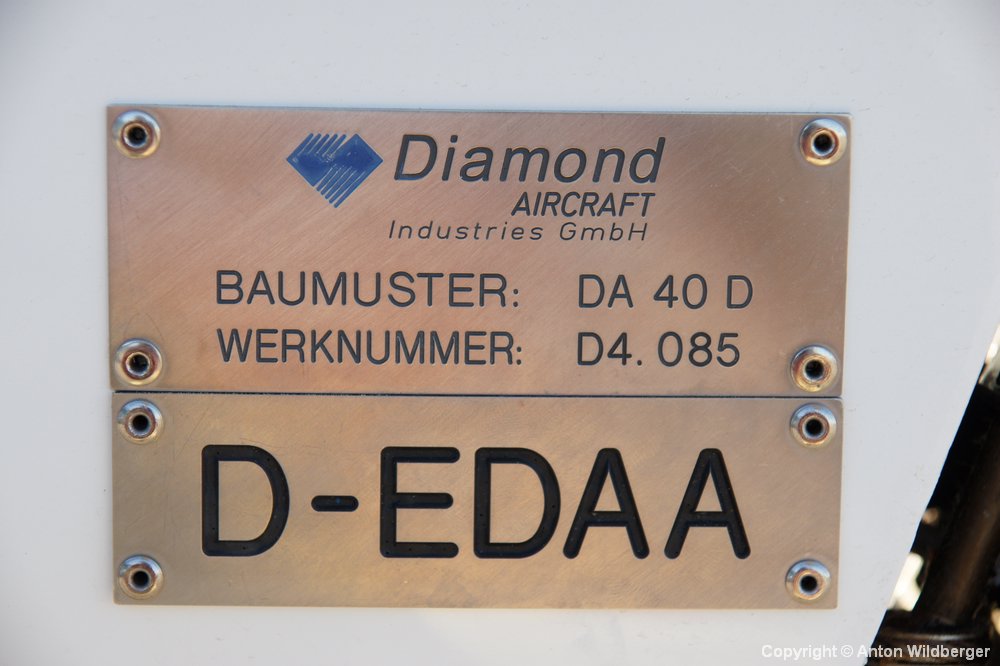 Diamond
AIRCRAFT
Industries GmbH
BAUMUSTER: DA 40 D
WERKNUMMER: D4.085
D-EDAA
Copyright © Anton Wildberger